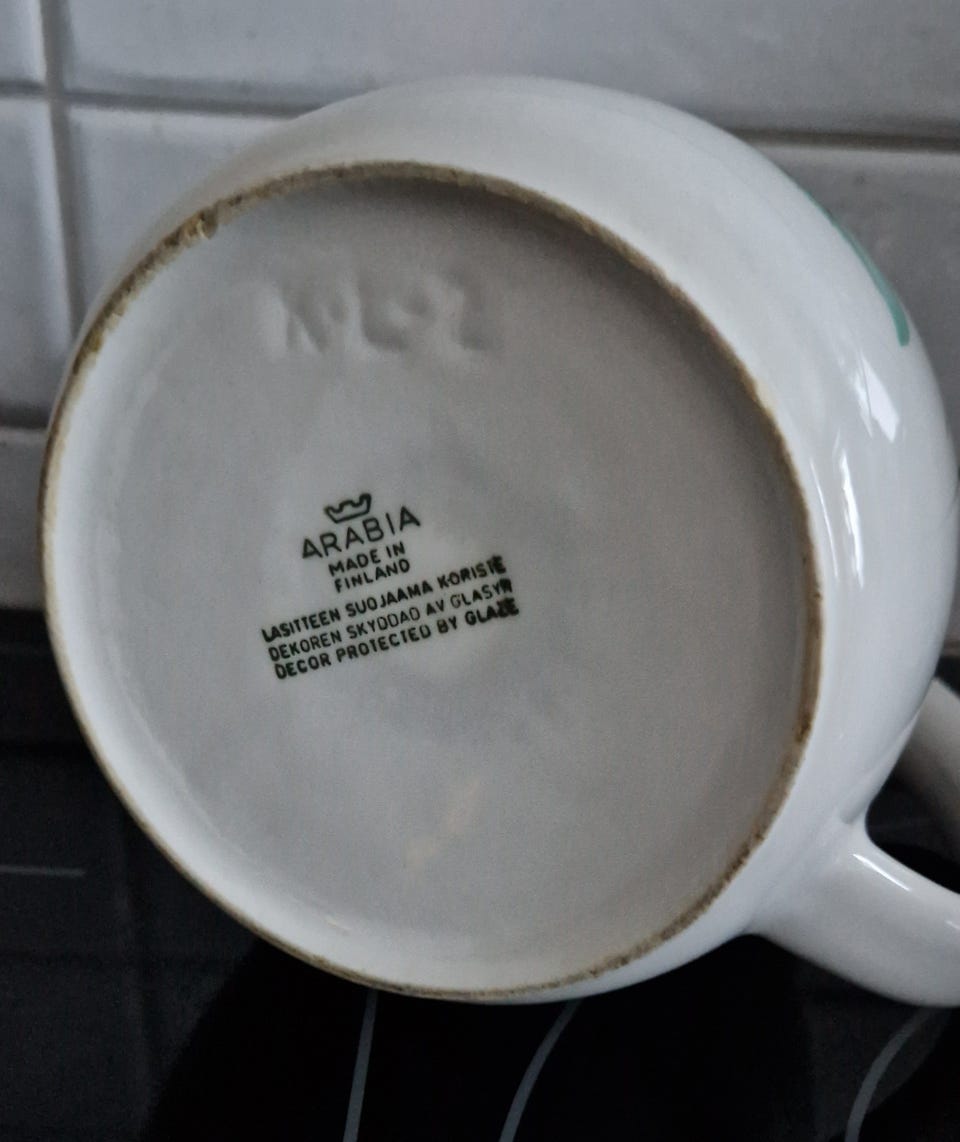 ARABIA
MADE IN
FINLAND
LASITTEEN SUOJAAMA KORISTE
DEKOREN SKYDDAD AV GLASYR
DECOR PROTECTED BY GLAZE